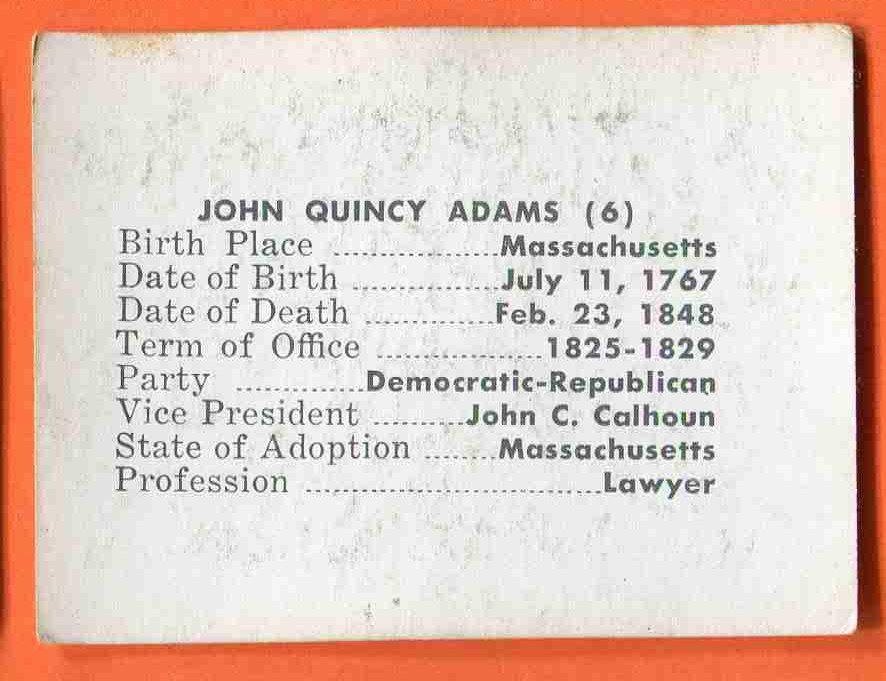 JOHN QUINCY ADAMS (6)
Birth Place ..................Massachusetts
Date of Birth ................July 11, 1767
Date of Death ..............Feb. 23, 1848
Term of Office ..................1825-1829
Party ..............Democratic-Republican
Vice President ..........John C. Calhoun
State of Adoption ........Massachusetts
Profession ................................Lawyer